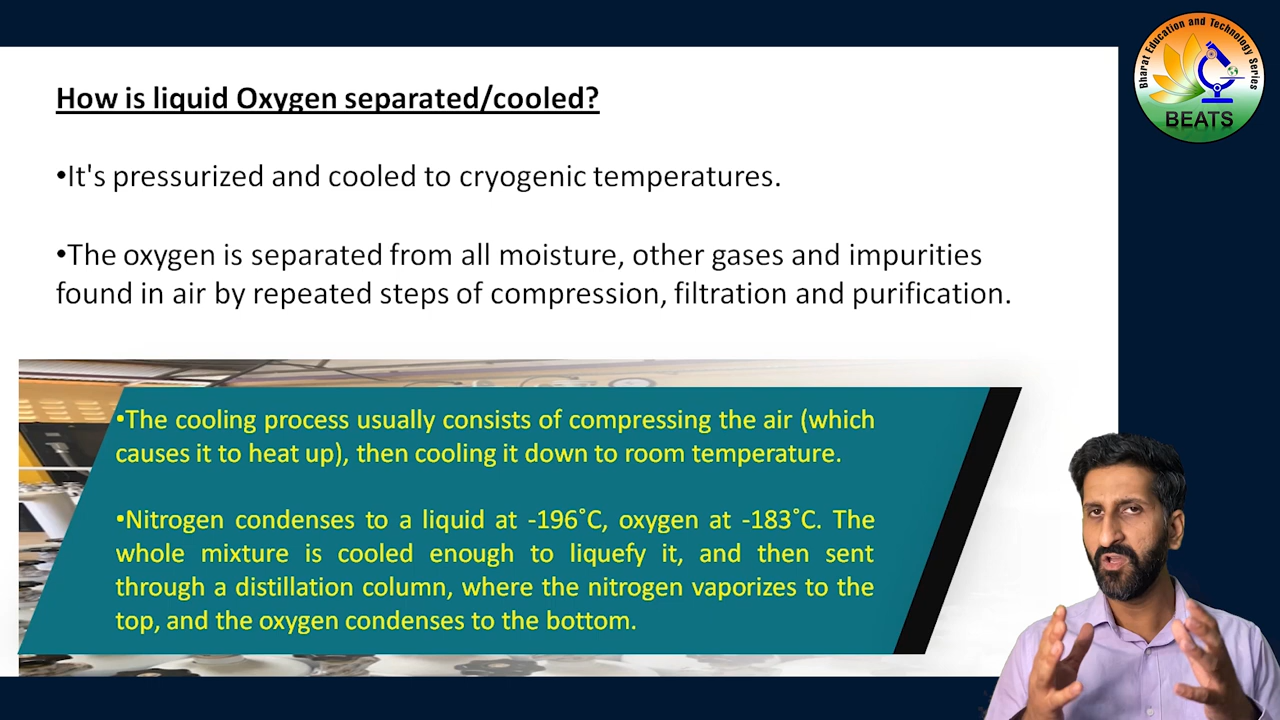 How is liquid Oxygen separated/cooled?
•It's pressurized and cooled to cryogenic temperatures.
•The oxygen is separated from all moisture, other gases and impurities
found in air by repeated steps of compression, filtration and purification.
•The cooling process usually consists of compressing the air (which
causes it to heat up), then cooling it down to room temperature.
•Nitrogen condenses to a liquid at -196˚C, oxygen at -183˚C. The
whole mixture is cooled enough to liquefy it, and then sent
through a distillation column, where the nitrogen vaporizes to the
top, and the oxygen condenses to the bottom.
Bharat Education and Technology Series
BEATS